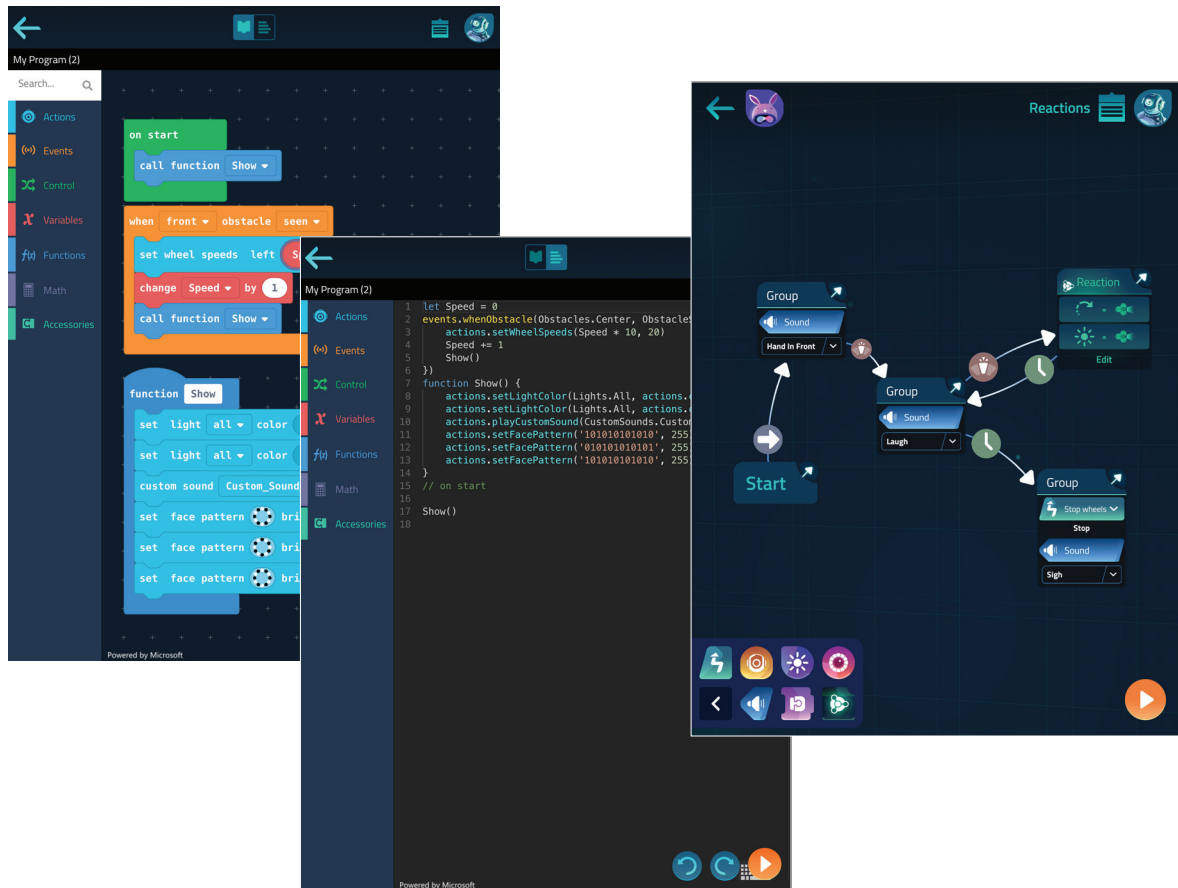 My Program (2)
Search...
Actions
Events
Control
Variables
Functions
Math
Accessories
on start
call function Show
when front obstacle seen
set wheel speeds left
change Speed by 1
call function Show
function Show
set light all color
set light all color
custom sound Custom_Sound
set face pattern bri
set face pattern bri
set face pattern bri
Powered by Microsoft
My Program (2)
Actions
Events
Control
Variables
Functions
Math
Accessories
1 let Speed = 0
2 events.whenObstacle(Obstacles.Center, ObstacleS
3 actions.setWheelSpeeds(Speed * 10, 20)
4 Speed += 1
5 Show()
6 })
7 function Show() {
8 actions.setLightColor(Lights.All, actions.
9 actions.setLightColor(Lights.All, actions.
10 actions.playCustomSound(CustomSounds.Custom
11 actions.setFacePattern('101010101010', 255
12 actions.setFacePattern('010101010101', 255
13 actions.setFacePattern('101010101010', 255
14 }
15 // on start
16
17 Show()
18
Powered by Microsoft
Reactions
Group
Sound
Hand In Front
Reaction
Edit
Group
Sound
Laugh
Start
Group
Stop wheels
Stop
Sound
Sigh